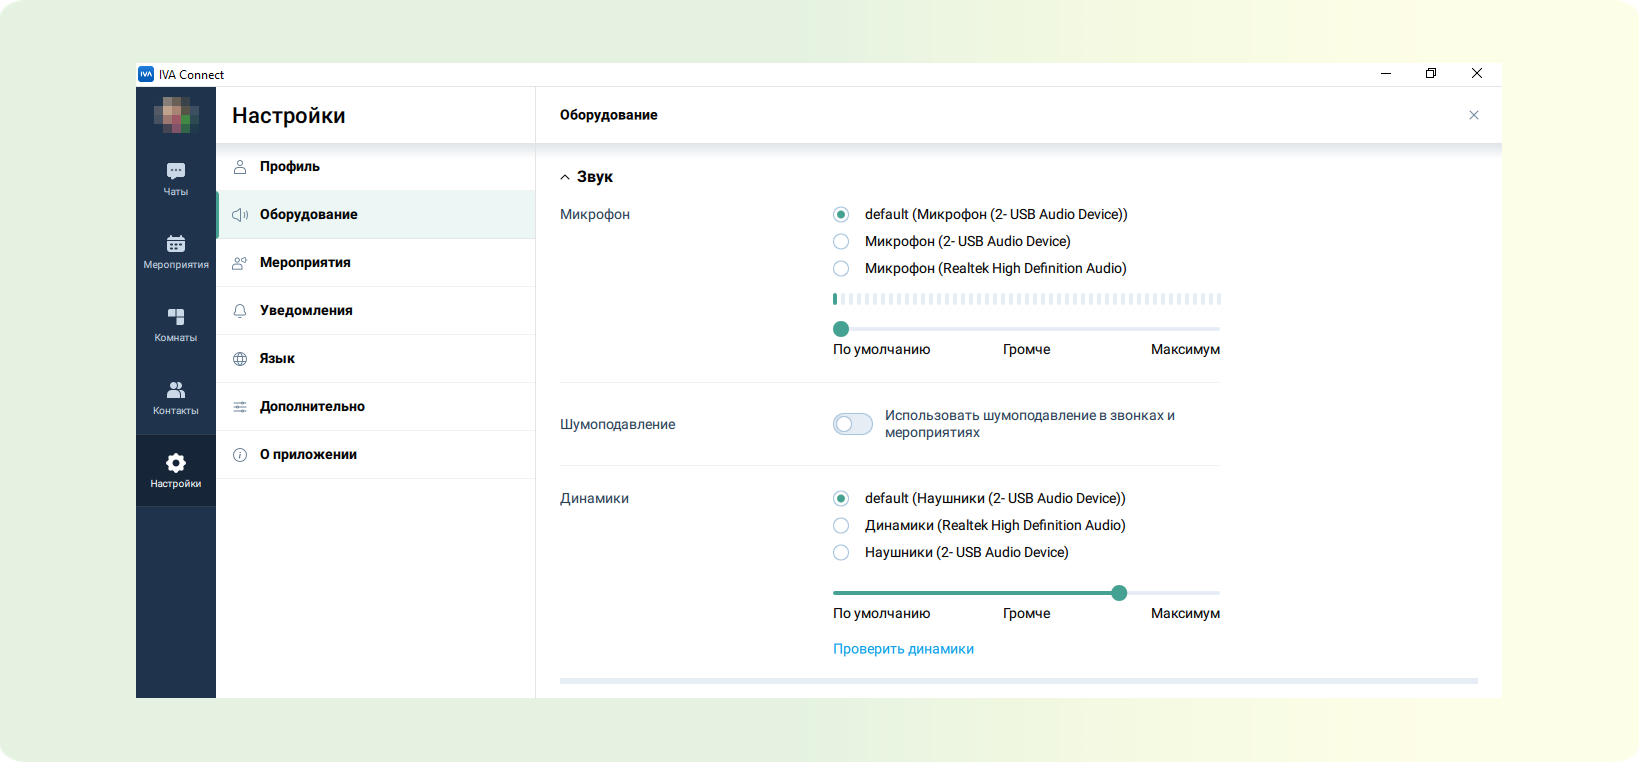 IVA IVA Connect
Чаты
Мероприятия
Комнаты
Контакты
Настройки
Настройки
Профиль
Оборудование
Мероприятия
Уведомления
Язык
Дополнительно
О приложении
Оборудование
Звук
Микрофон
default (Микрофон (2- USB Audio Device))
Микрофон (2- USB Audio Device)
Микрофон (Realtek High Definition Audio)
По умолчанию Громче Максимум
Шумоподавление
Использовать шумоподавление в звонках и
мероприятиях
Динамики
default (Наушники (2- USB Audio Device))
Динамики (Realtek High Definition Audio)
Наушники (2- USB Audio Device)
По умолчанию Громче Максимум
Проверить динамики